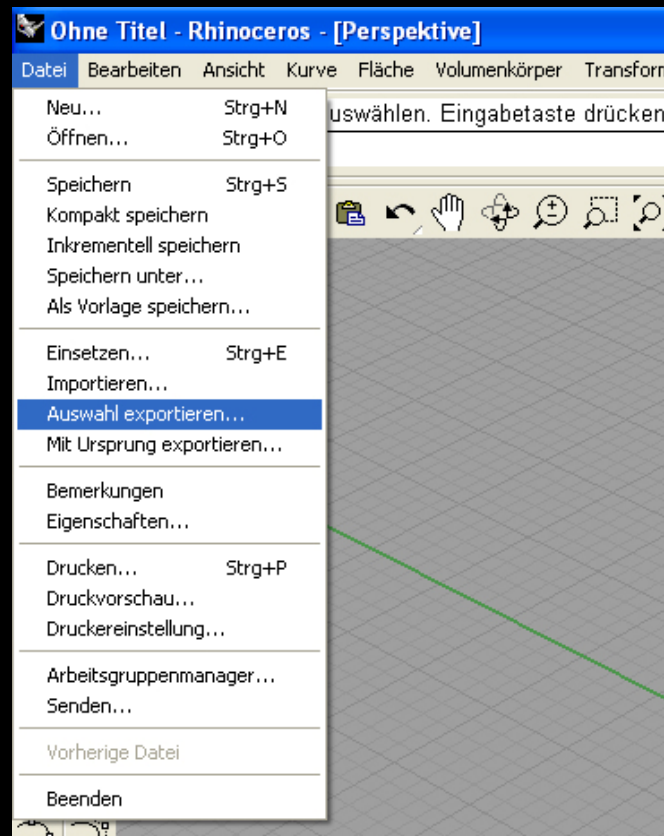 Ohne Titel - Rhinoceros - [Perspektive]
Datei Bearbeiten Ansicht Kurve Fläche Volumenkörper Transform
uswählen. Eingabetaste drücken
Neu... Strg+N
Öffnen... Strg+O
Speichern Strg+S
Kompakt speichern
Inkrementell speichern
Speichern unter...
Als Vorlage speichern...
Einsetzen... Strg+E
Importieren...
Auswahl exportieren...
Mit Ursprung exportieren...
Bemerkungen
Eigenschaften...
Drucken... Strg+P
Druckvorschau...
Druckereinstellung...
Arbeitsgruppenmanager...
Senden...
Vorherige Datei
Beenden